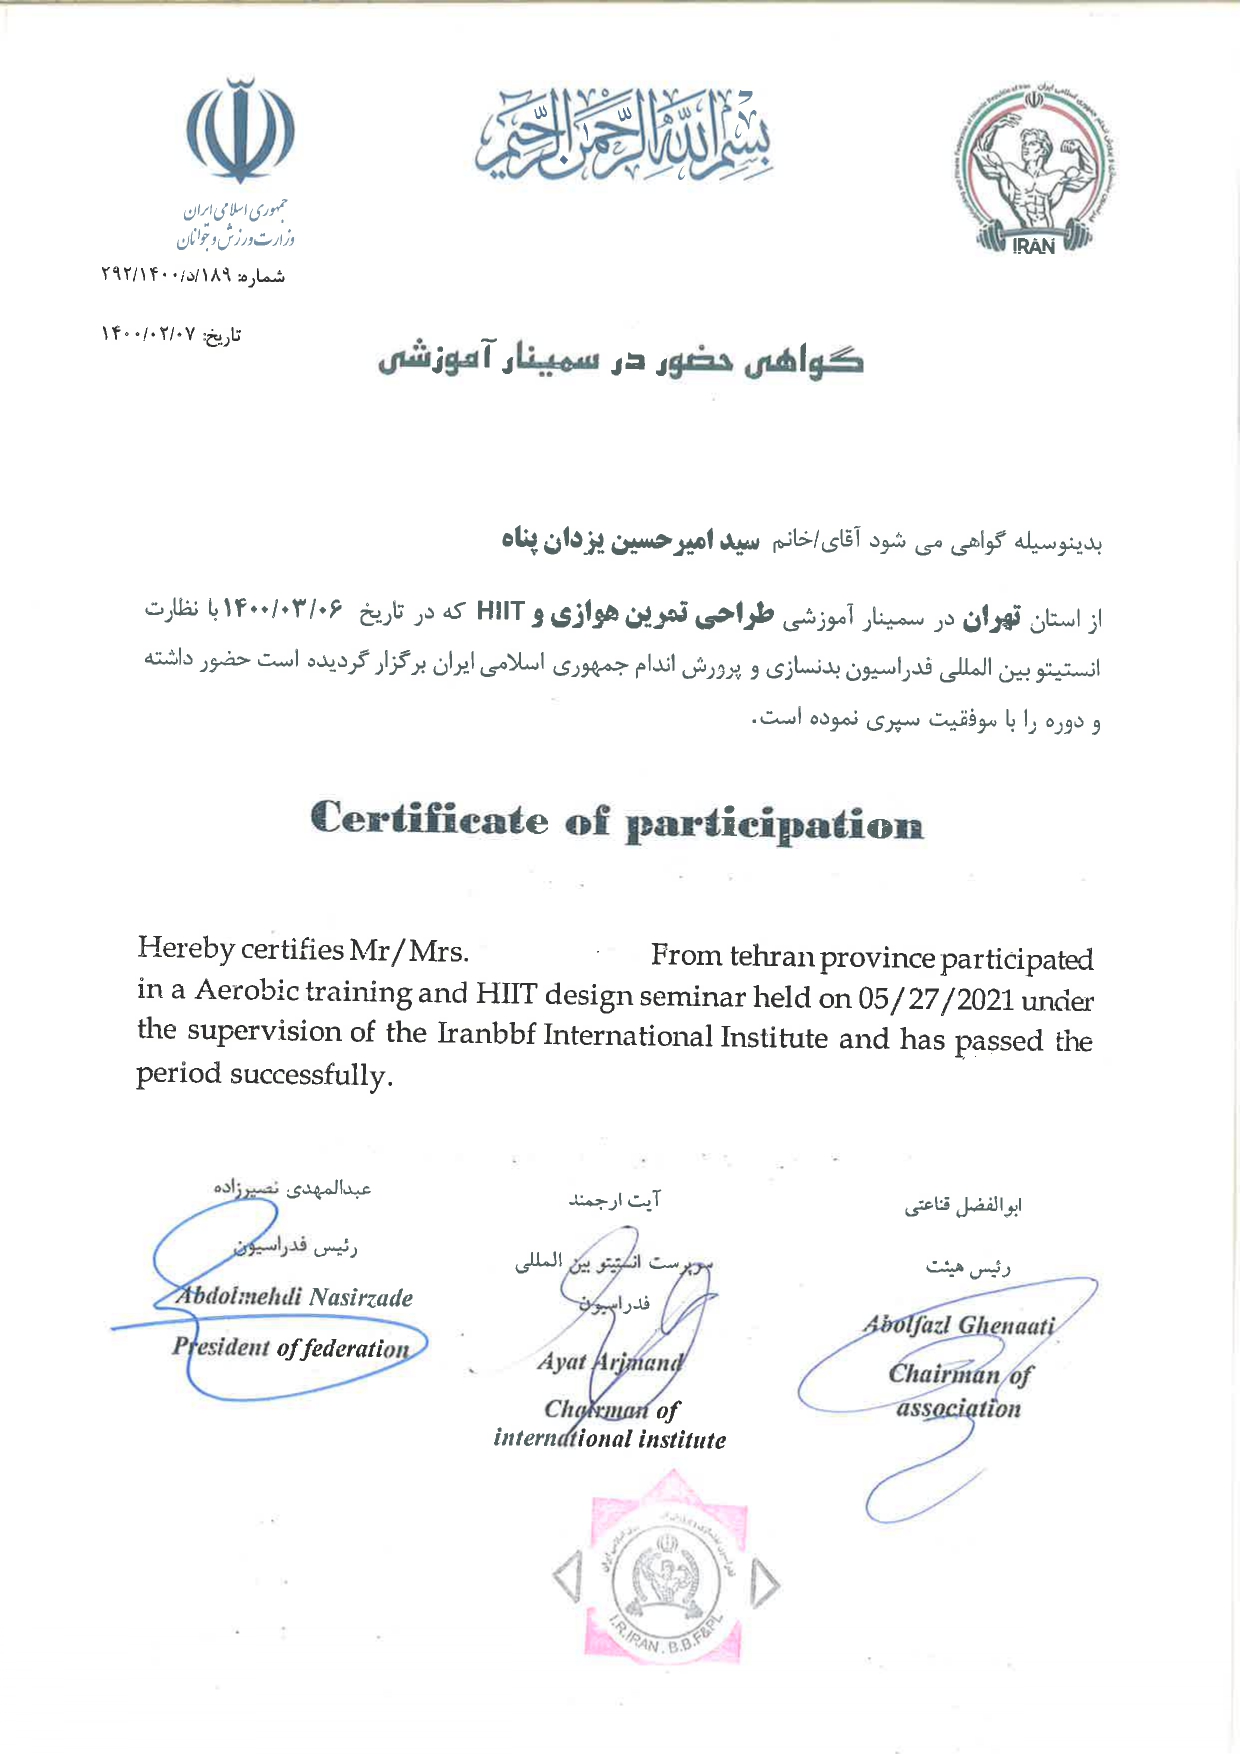 بسم الله الرحمن الرحیم
جمهوری اسلامی ایران
وزارت ورزش و جوانان
IRAN
شماره: ۲۹۲/۱۴۰۰/د/۱۸۹
تاریخ: ۱۴۰۰/۰۲/۰۷
گواهی حضور در سمینار آموزشی
بدینوسیله گواهی می شود آقای/خانم سید امیرحسین یزدان پناه
از استان تهران در سمینار آموزشی طراحی تمرین هوازی و HIIT که در تاریخ ۱۴۰۰/۰۳/۰۶ با نظارت
انستیتو بین المللی فدراسیون بدنسازی و پرورش اندام جمهوری اسلامی ایران برگزار گردیده است حضور داشته
و دوره را با موفقیت سپری نموده است.
Certificate of participation
Hereby certifies Mr/Mrs. From tehran province participated
in a Aerobic training and HIIT design seminar held on 05/27/2021 under
the supervision of the Iranbbf International Institute and has passed the
period successfully.
عبدالمهدی نصیرزاده
رئیس فدراسیون
Abdolmehdi Nasirzade
President of federation
آیت ارجمند
سرپرست انستیتو بین المللی
فدراسیون
Ayat Arjmand
Chairman of
international institute
ابوالفضل قناعتی
رئیس هیئت
Abolfazl Ghenaati
Chairman of
association
I.R.IRAN . B.B.F&PL